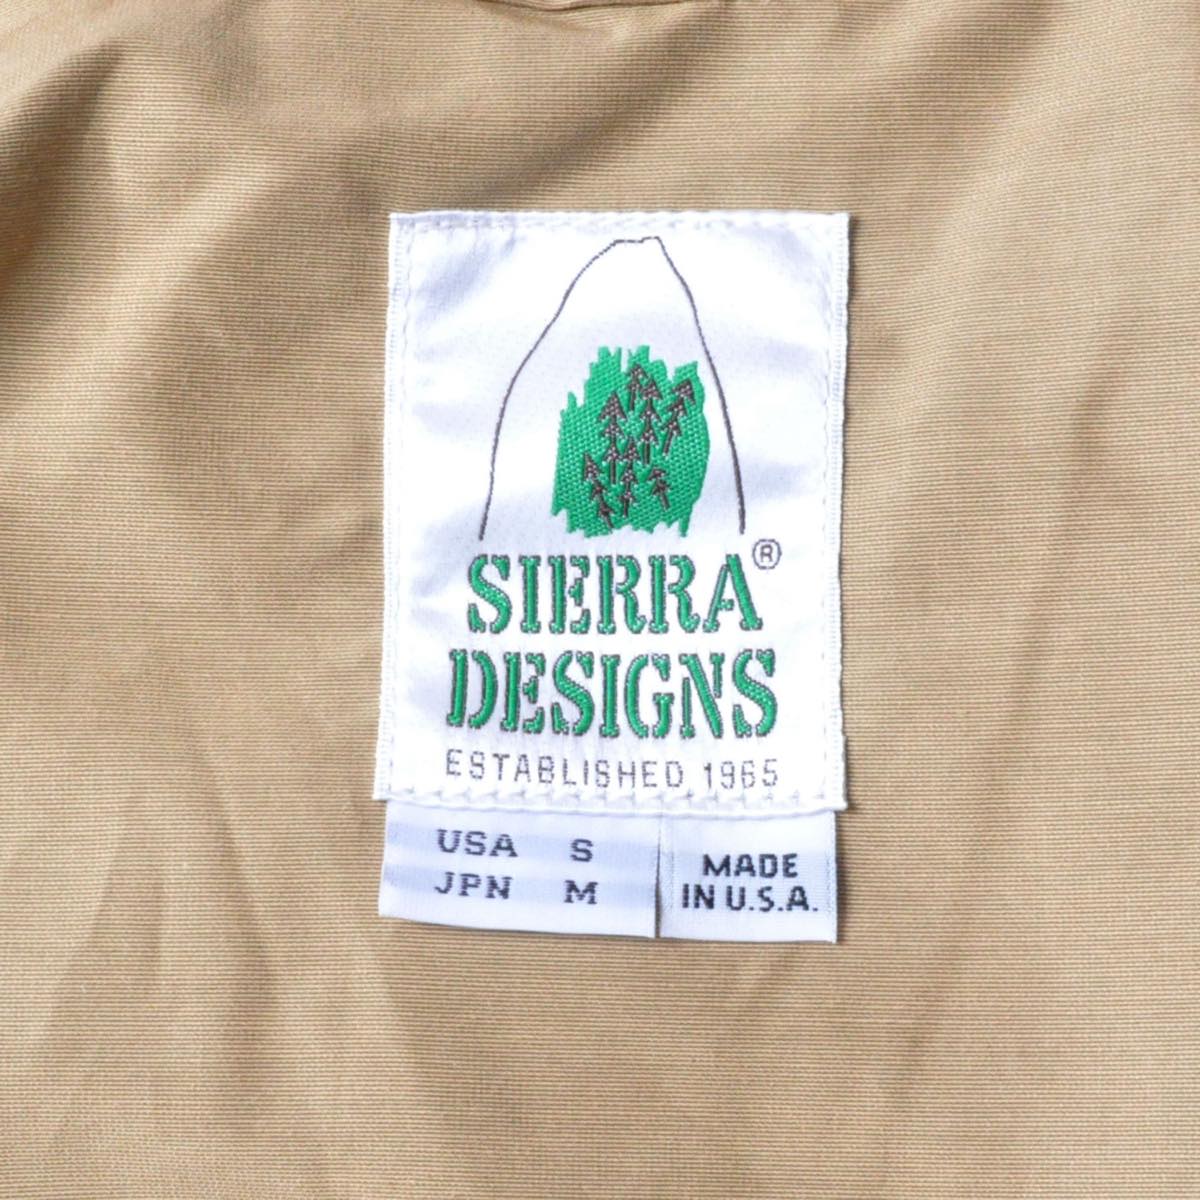 SIERRA®
DESIGNS
ESTABLISHED 1965
USA S
JPN M
MADE
IN U.S.A.